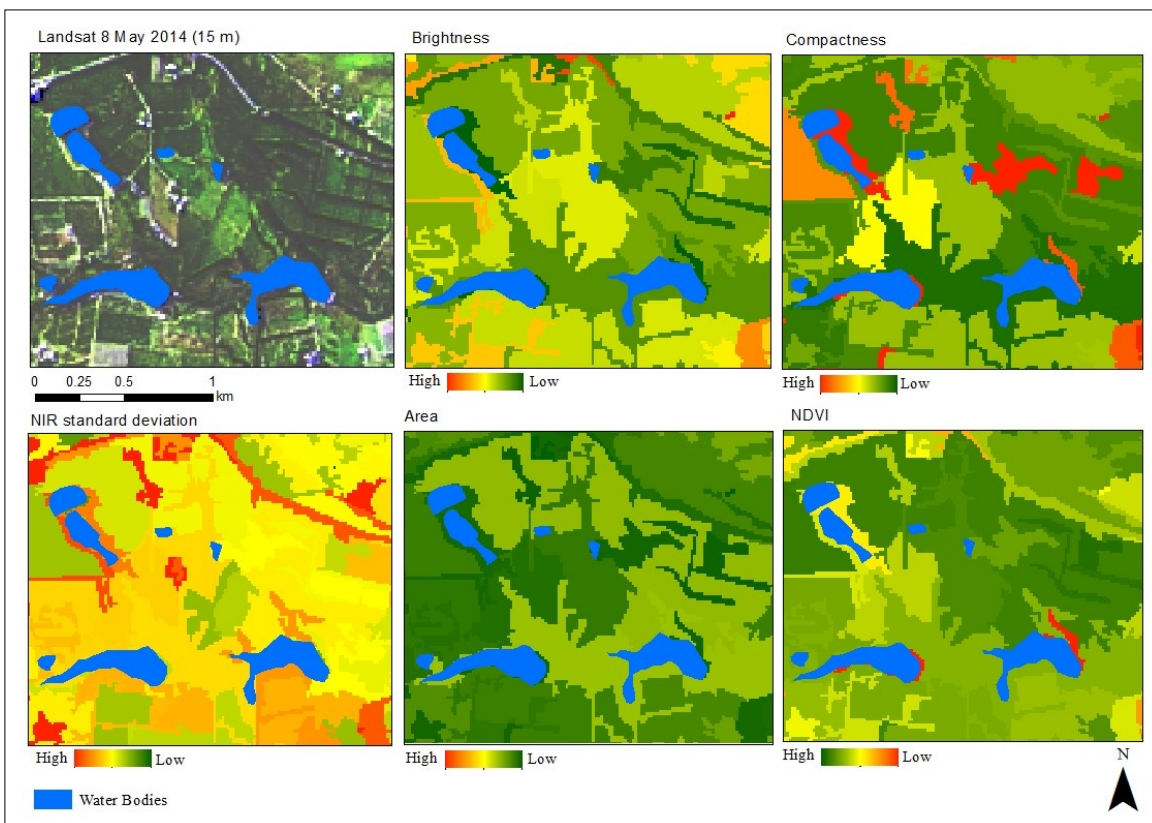 Landsat 8 May 2014 (15 m)
Brightness
Compactness
0 0.25 0.5 1
km
High Low
High Low
NIR standard deviation
Area
NDVI
High Low
High Low
High Low
N
Water Bodies